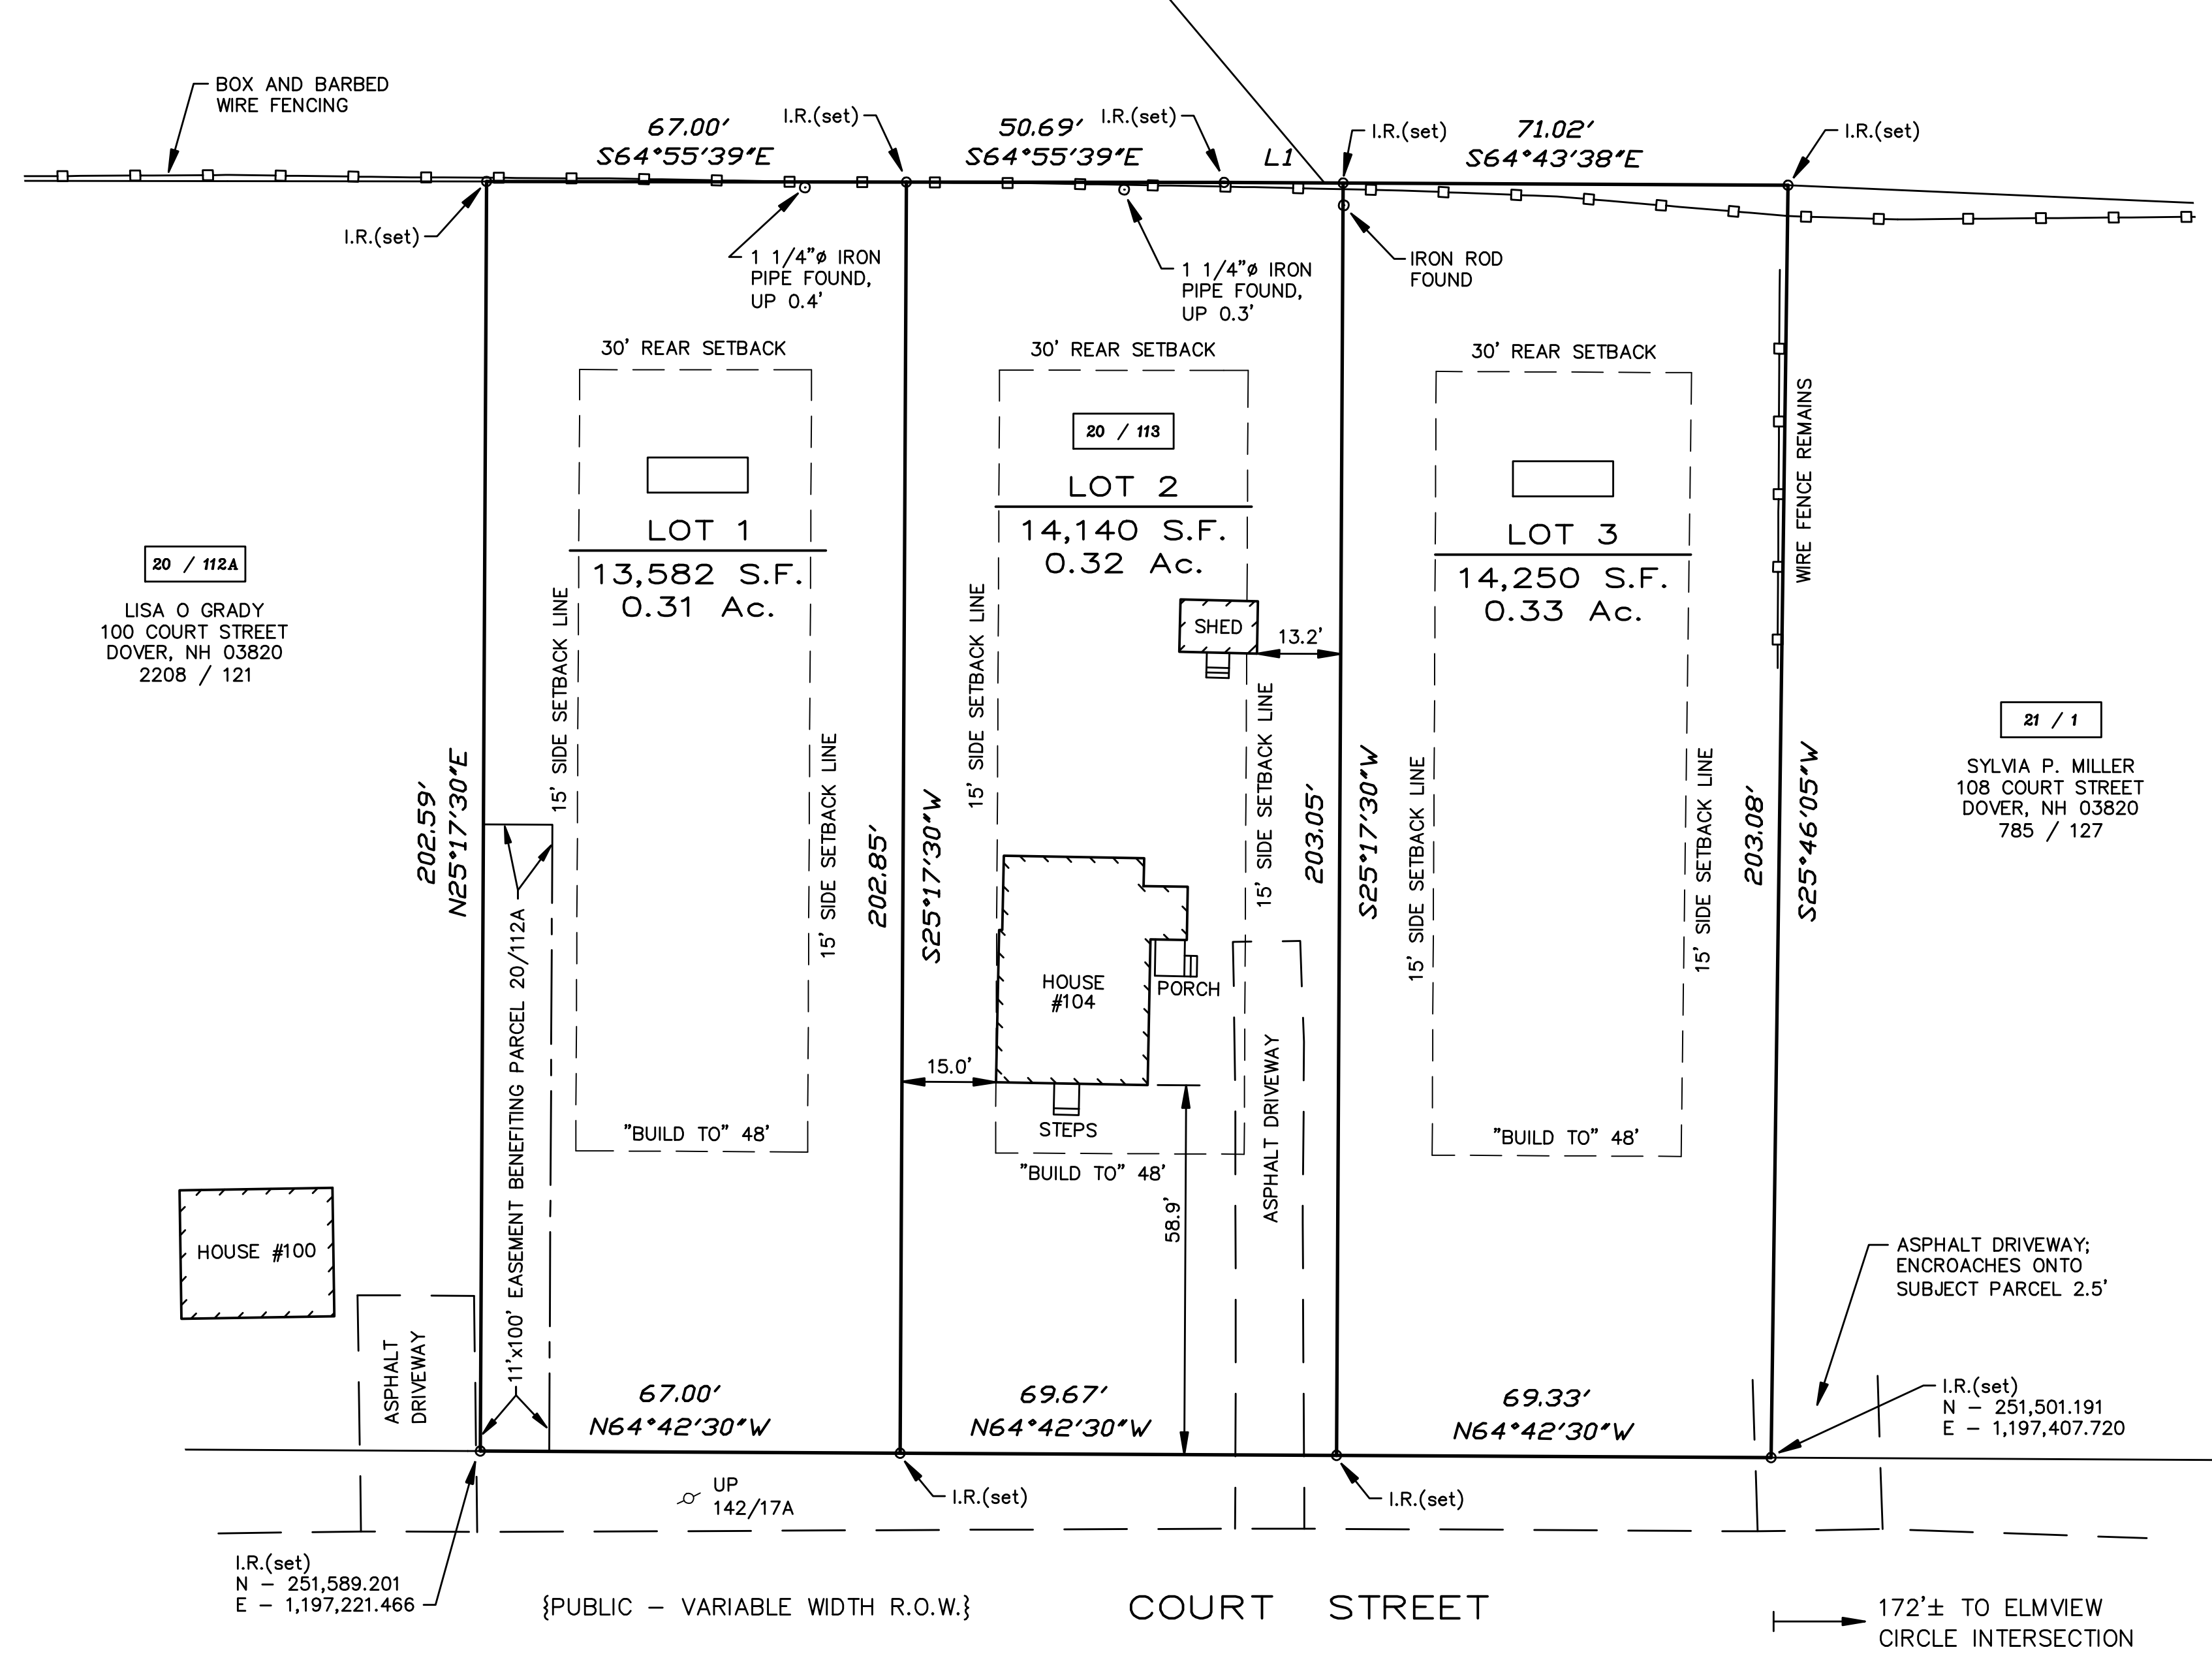 BOX AND BARBED
WIRE FENCING
67.00'
S64°55'39"E
I.R.(set)
50.69'
S64°55'39"E
I.R.(set)
L1
I.R.(set)
71.02'
S64°43'38"E
I.R.(set)
I.R.(set)
1 1/4"ø IRON
PIPE FOUND,
UP 0.4'
1 1/4"ø IRON
PIPE FOUND,
UP 0.3'
IRON ROD
FOUND
30' REAR SETBACK
30' REAR SETBACK
30' REAR SETBACK
20 / 113
LOT 1
13,582 S.F.
0.31 Ac.
LOT 2
14,140 S.F.
0.32 Ac.
LOT 3
14,250 S.F.
0.33 Ac.
WIRE FENCE REMAINS
20 / 112A
LISA O GRADY
100 COURT STREET
DOVER, NH 03820
2208 / 121
SHED
13.2'
21 / 1
SYLVIA P. MILLER
108 COURT STREET
DOVER, NH 03820
785 / 127
202.59'
N25°17'30"E
15' SIDE SETBACK LINE
15' SIDE SETBACK LINE
202.85'
S25°17'30"W
15' SIDE SETBACK LINE
15' SIDE SETBACK LINE
203.05'
S25°17'30"W
15' SIDE SETBACK LINE
15' SIDE SETBACK LINE
203.08'
S25°46'05"W
11'x100' EASEMENT BENEFITING PARCEL 20/112A
HOUSE
#104
PORCH
15.0'
STEPS
"BUILD TO" 48'
"BUILD TO" 48'
"BUILD TO" 48'
58.9'
ASPHALT DRIVEWAY
HOUSE #100
ASPHALT
DRIVEWAY
ASPHALT DRIVEWAY;
ENCROACHES ONTO
SUBJECT PARCEL 2.5'
67.00'
N64°42'30"W
69.67'
N64°42'30"W
69.33'
N64°42'30"W
I.R.(set)
N - 251,501.191
E - 1,197,407.720
UP
142/17A
I.R.(set)
I.R.(set)
I.R.(set)
N - 251,589.201
E - 1,197,221.466
{PUBLIC - VARIABLE WIDTH R.O.W.}
COURT STREET
172'± TO ELMVIEW
CIRCLE INTERSECTION